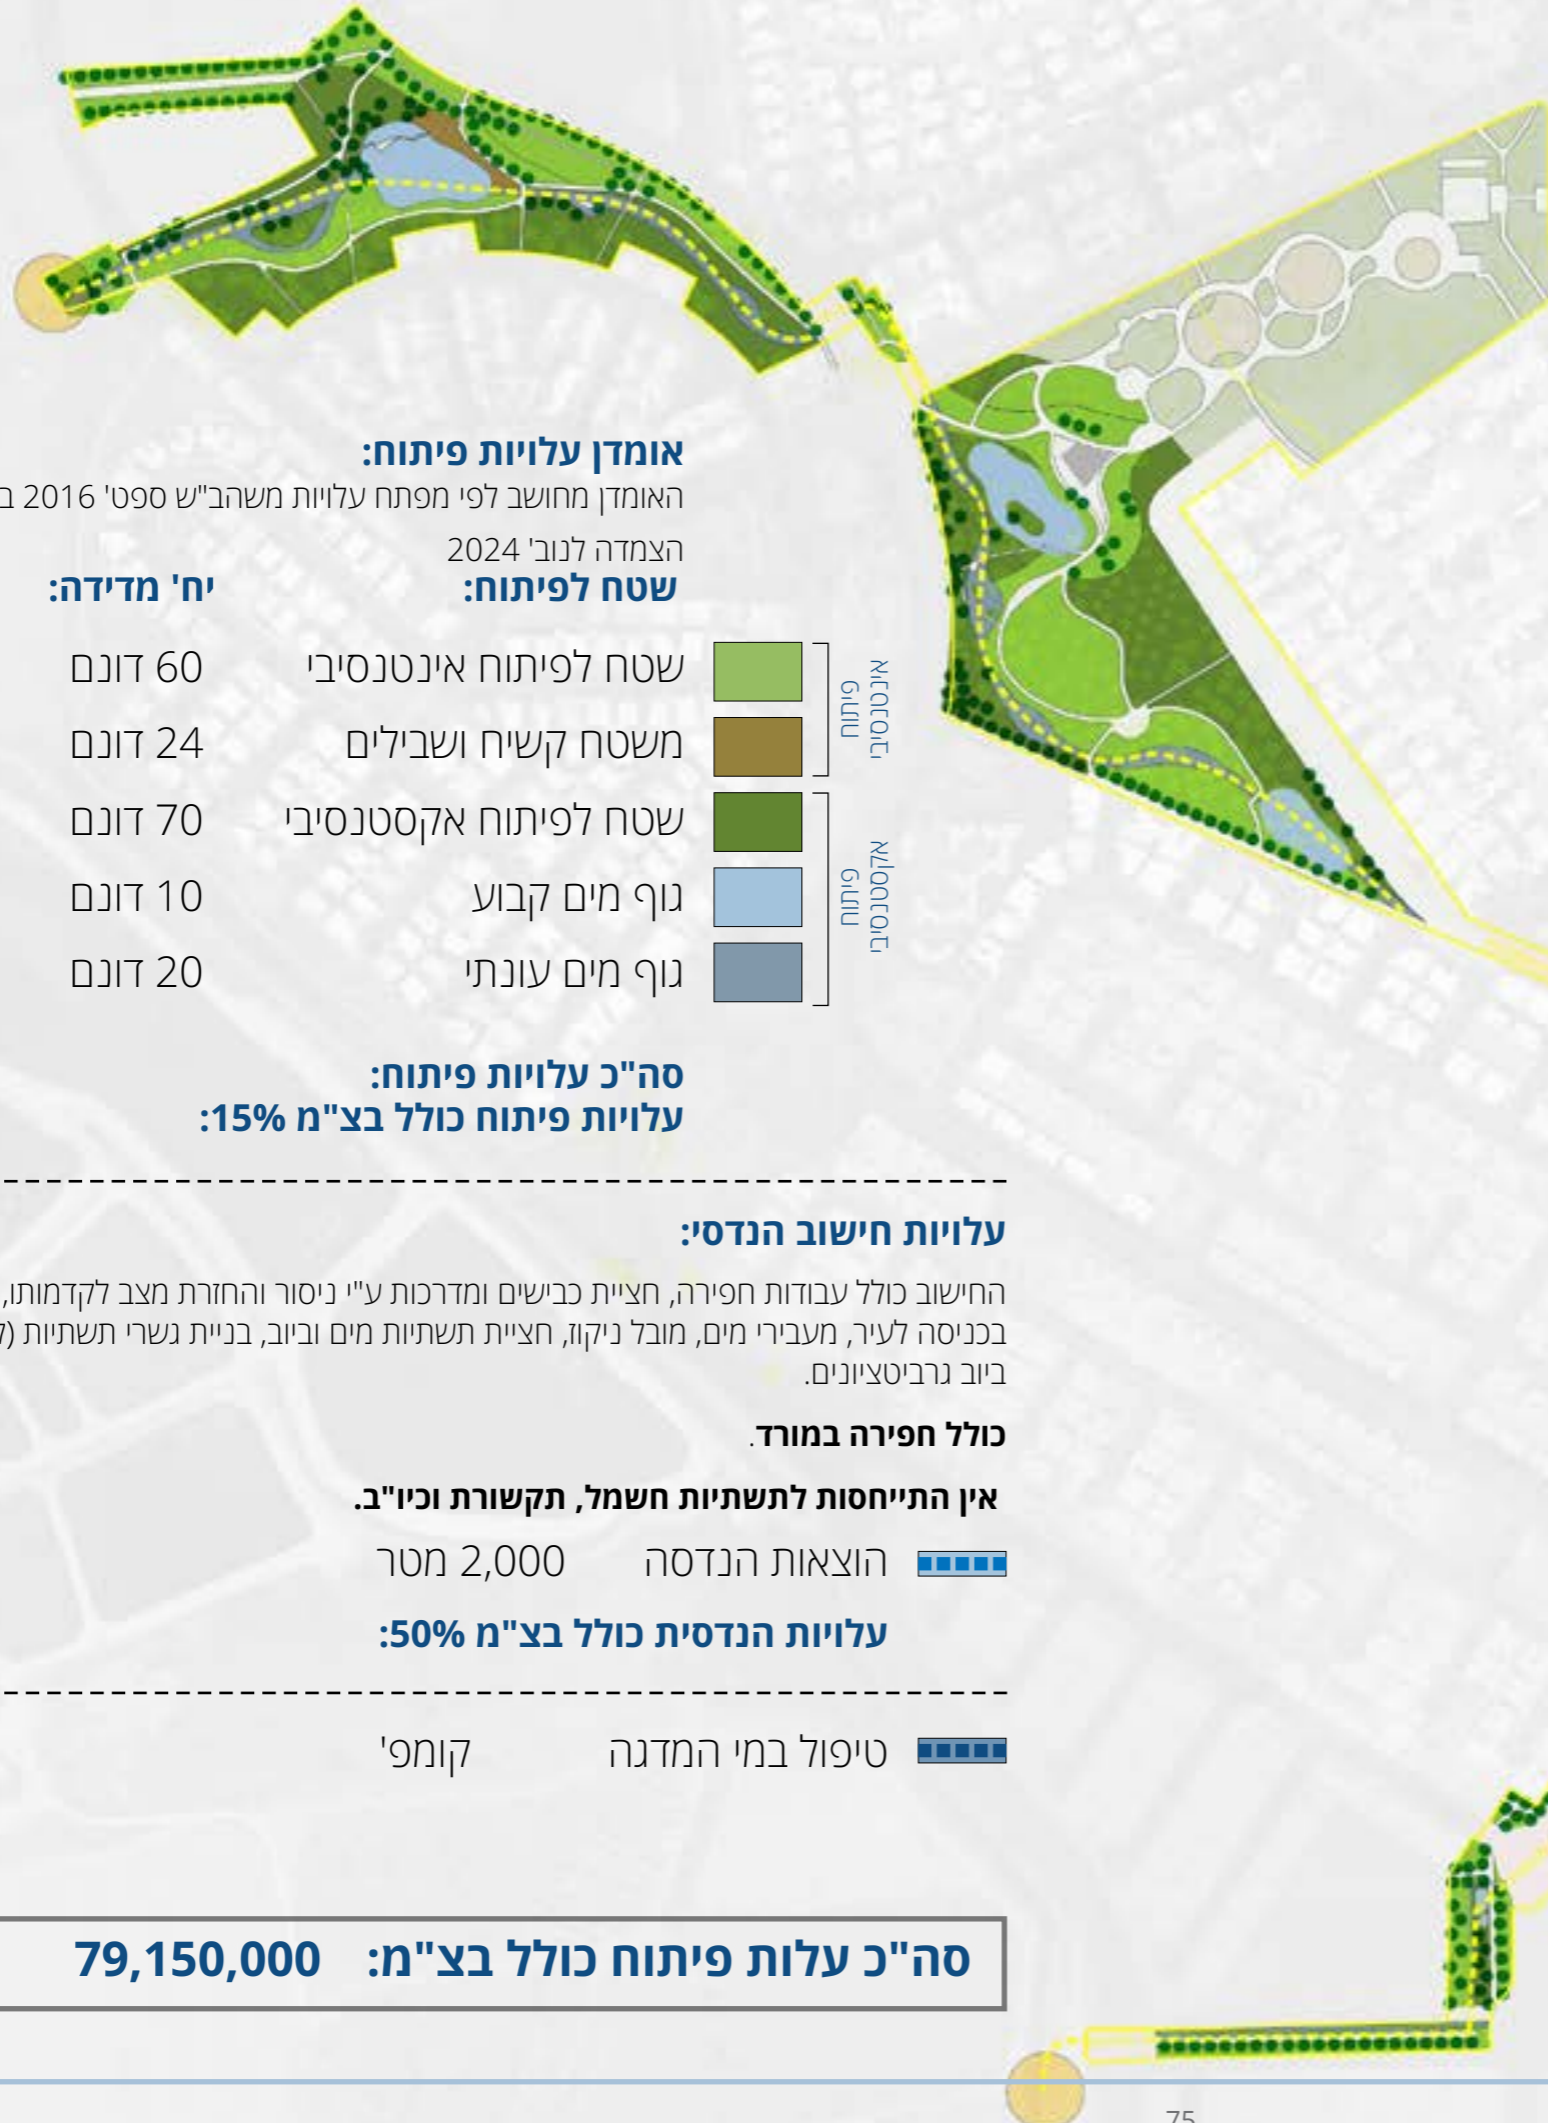 אומדן עלויות פיתוח:
האומדן מחושב לפי מפתח עלויות משהב"ש ספט' 2016 ב
הצמדה לנוב' 2024
שטח לפיתוח: יח' מדידה:
שטח לפיתוח אינטנסיבי 60 דונם
משטח קשיח ושבילים 24 דונם
פיתוח
אינטנסיבי
שטח לפיתוח אקסטנסיבי 70 דונם
גוף מים קבוע 10 דונם
גוף מים עונתי 20 דונם
פיתוח
אקסטנסיבי
סה"כ עלויות פיתוח:
עלויות פיתוח כולל בצ"מ 15%:
עלויות חישוב הנדסי:
החישוב כולל עבודות חפירה, חציית כבישים ומדרכות ע"י ניסור והחזרת מצב לקדמותו,
בכניסה לעיר, מעבירי מים, מובל ניקוז, חציית תשתיות מים וביוב, בניית גשרי תשתיות
ביוב גרביטציונים.
כולל חפירה במורד.
אין התייחסות לתשתיות חשמל, תקשורת וכיו"ב.
הוצאות הנדסה 2,000 מטר
עלויות הנדסית כולל בצ"מ 50%:
טיפול במי המדגה קומפ'
סה"כ עלות פיתוח כולל בצ"מ: 79,150,000
75